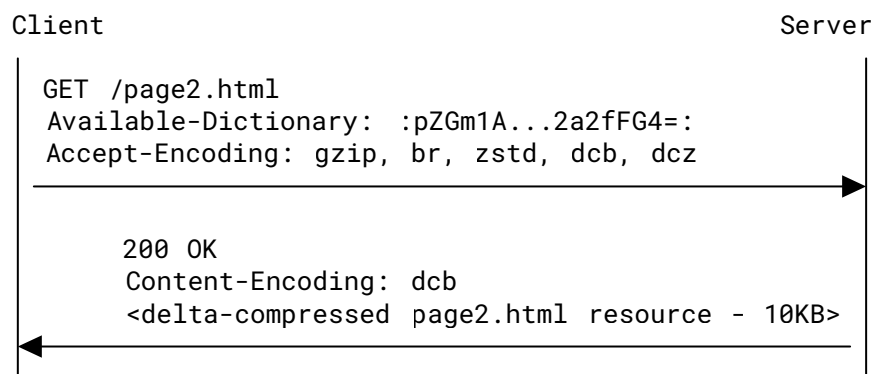 Client Server
GET /page2.html
Available-Dictionary: :pZGm1A...2a2fFG4=:
Accept-Encoding: gzip, br, zstd, dcb, dcz
200 OK
Content-Encoding: dcb
<delta-compressed page2.html resource - 10KB>